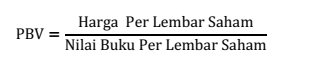 PBV = Harga Per Lembar Saham
Nilai Buku Per Lembar Saham